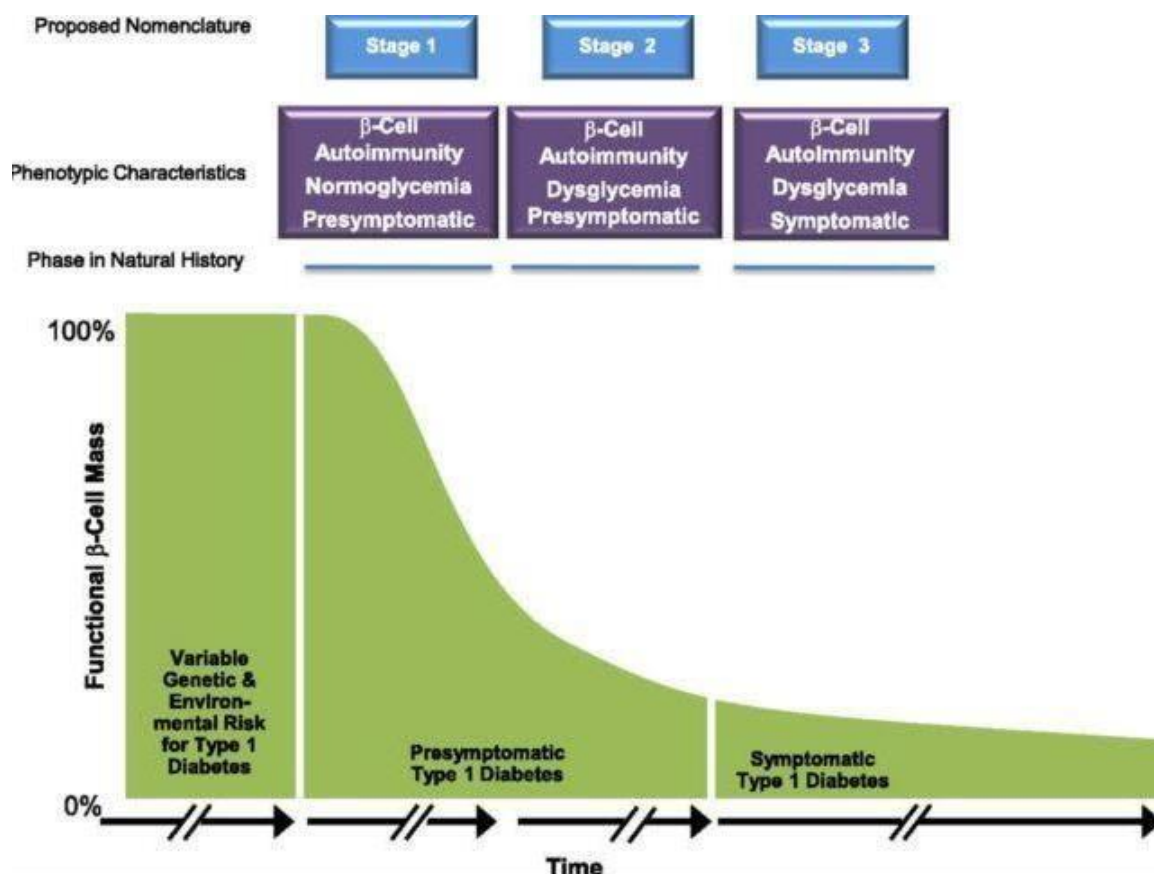 Proposed Nomenclature
Stage 1
Stage 2
Stage 3
Phenotypic Characteristics
β-Cell
Autoimmunity
Normoglycemia
Presymptomatic
β-Cell
Autoimmunity
Dysglycemia
Presymptomatic
β-Cell
Autoimmunity
Dysglycemia
Symptomatic
Phase in Natural History
100%
Functional β-Cell Mass
Variable
Genetic &
Environ-
mental Risk
for Type 1
Diabetes
Presymptomatic
Type 1 Diabetes
Symptomatic
Type 1 Diabetes
0%
Time